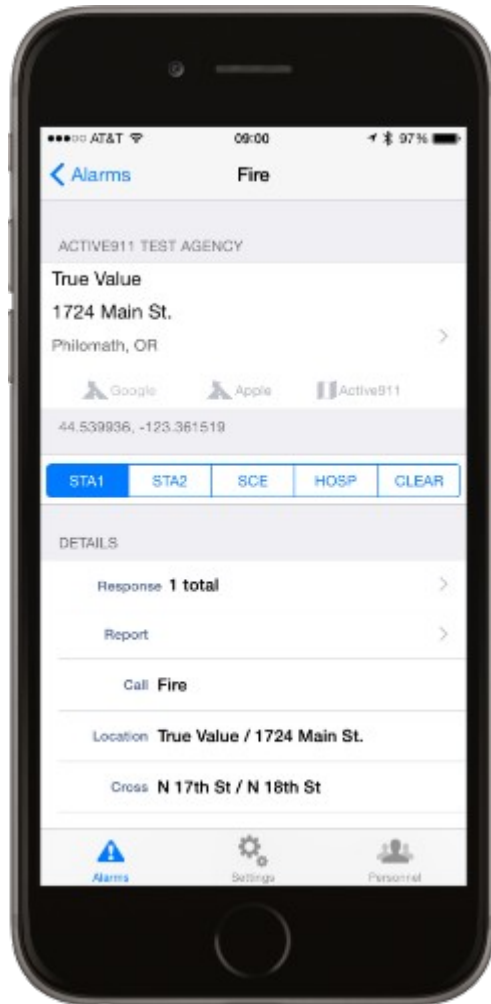 AT&T 09:00 97%
Alarms Fire
ACTIVE911 TEST AGENCY
True Value
1724 Main St.
Philomath, OR
Google Apple Active911
44.539936, -123.361519
STA1 STA2 SCE HOSP CLEAR
DETAILS
Response 1 total
Report
Call Fire
Location True Value / 1724 Main St.
Cross N 17th St / N 18th St
Alarms Settings Personnel